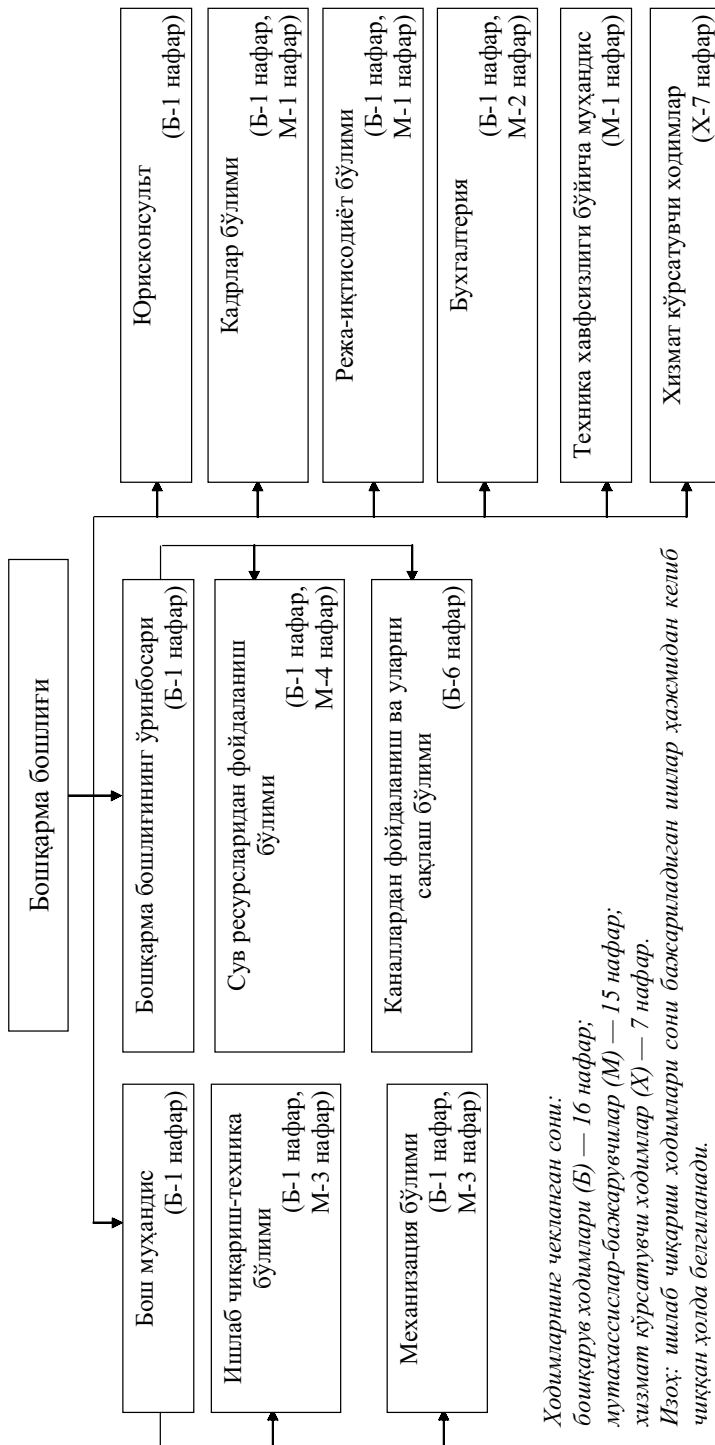 Бошқарма бошлиғи
Бош муҳандис
(Б-1 нафар)
Ишлаб чиқариш-техника
бўлими
(Б-1 нафар,
М-3 нафар)
Механизация бўлими
(Б-1 нафар,
М-3 нафар)
Бошқарма бошлиғининг ўринбосари
(Б-1 нафар)
Сув ресурсларидан фойдаланиш
бўлими
(Б-1 нафар,
М-4 нафар)
Каналлардан фойдаланиш ва уларни
сақлаш бўлими
(Б-6 нафар)
Юрисконсульт
(Б-1 нафар)
Кадрлар бўлими
(Б-1 нафар,
М-1 нафар)
Режа-иқтисодиёт бўлими
(Б-1 нафар,
М-1 нафар)
Бухгалтерия
(Б-1 нафар,
М-2 нафар)
Техника хавфсизлиги бўйича муҳандис
(М-1 нафар)
Хизмат кўрсатувчи ходимлар
(Х-7 нафар)
Ходимларнинг чекланган сони:
бошқарув ходимлари (Б) — 16 нафар;
мутахассислар-бажарувчилар (М) — 15 нафар;
хизмат кўрсатувчи ходимлар (Х) — 7 нафар.
Изоҳ: ишлаб чиқариш ходимлари сони бажариладиган ишлар ҳажмидан келиб
чиққан ҳолда белгиланади.